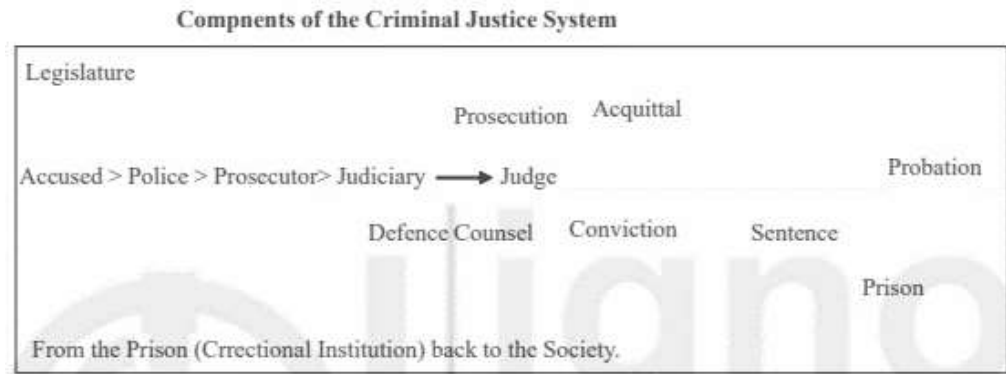 Compnents of the Criminal Justice System
Legislature
Prosecution Acquittal
Accused > Police > Prosecutor> Judiciary ⟶ Judge Probation
Defence Counsel Conviction Sentence
Prison
From the Prison (Crrectional Institution) back to the Society.